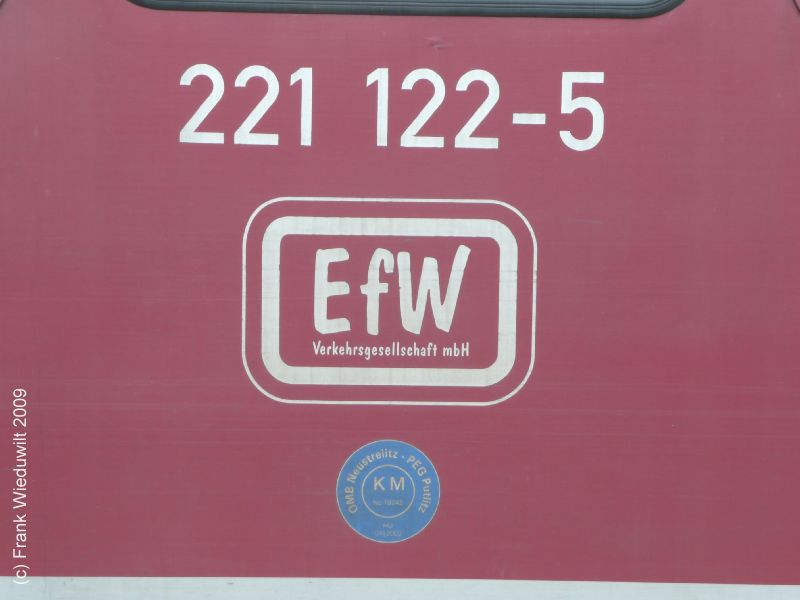 221 122-5
EfW
Verkehrsgesellschaft mbH
OMB Neustrelitz - PEG Putlitz
KM
(c) Frank Wieduwilt 2009